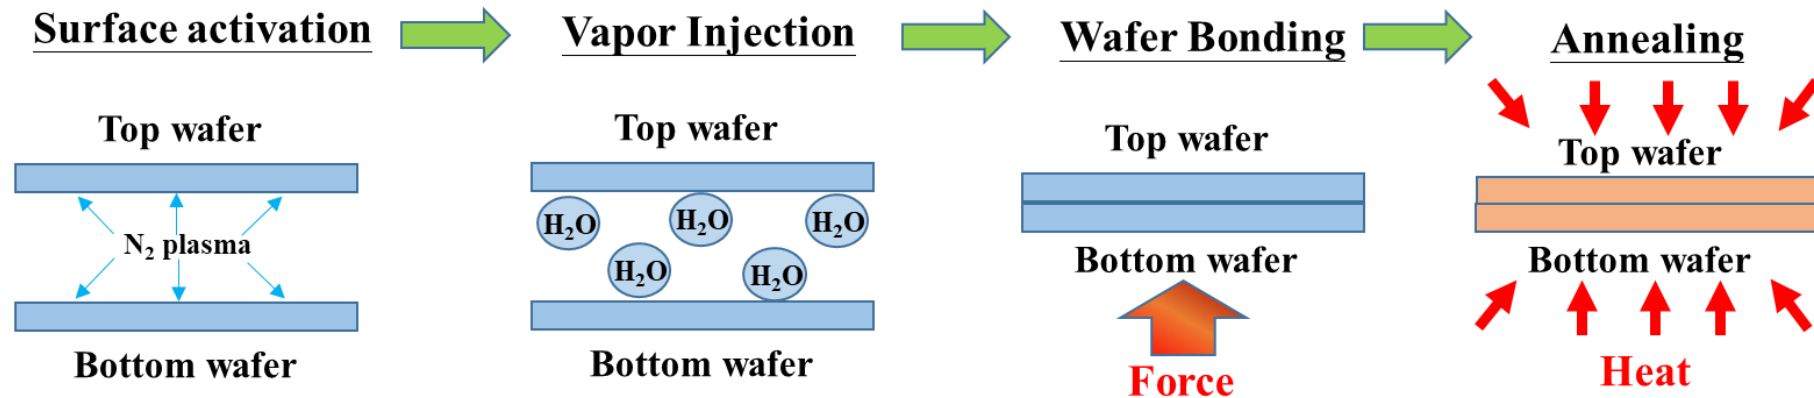 Surface activation
Vapor Injection
Wafer Bonding
Annealing
Top wafer
N₂ plasma
Bottom wafer
Top wafer
H₂O
H₂O
H₂O
H₂O
H₂O
Bottom wafer
Top wafer
Bottom wafer
Force
Top wafer
Bottom wafer
Heat